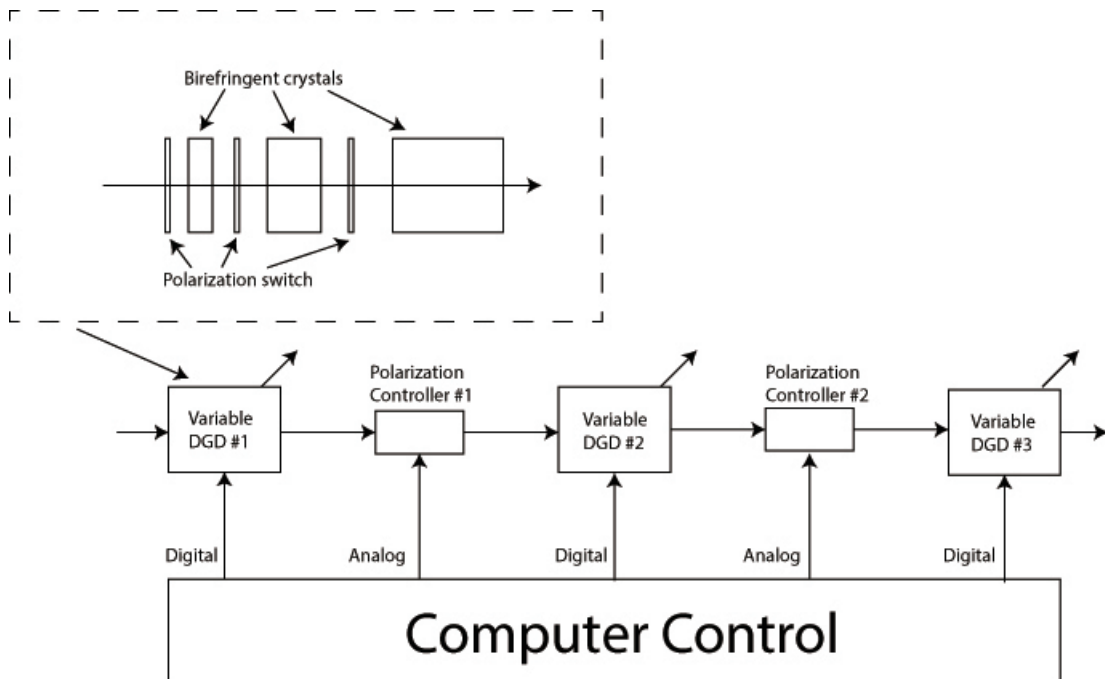 Birefringent crystals
Polarization switch
Polarization
Controller #1
Polarization
Controller #2
Variable
DGD #1
Variable
DGD #2
Variable
DGD #3
Digital
Analog
Digital
Analog
Digital
Computer Control